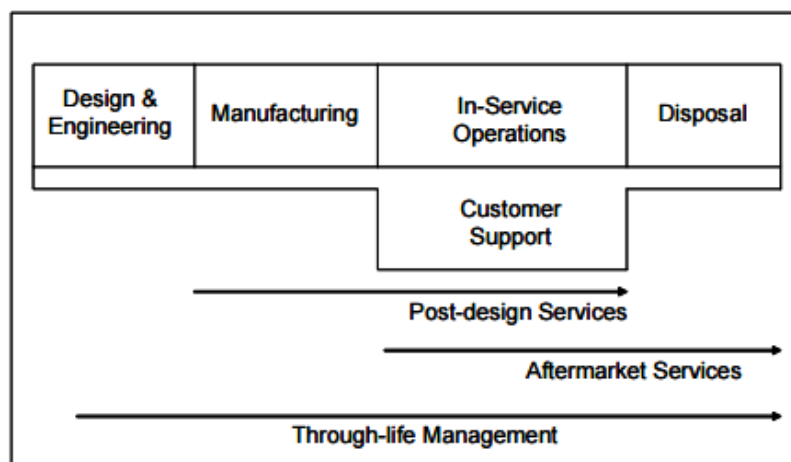 Design &
Engineering
Manufacturing
In-Service
Operations
Disposal
Customer
Support
Post-design Services
Aftermarket Services
Through-life Management